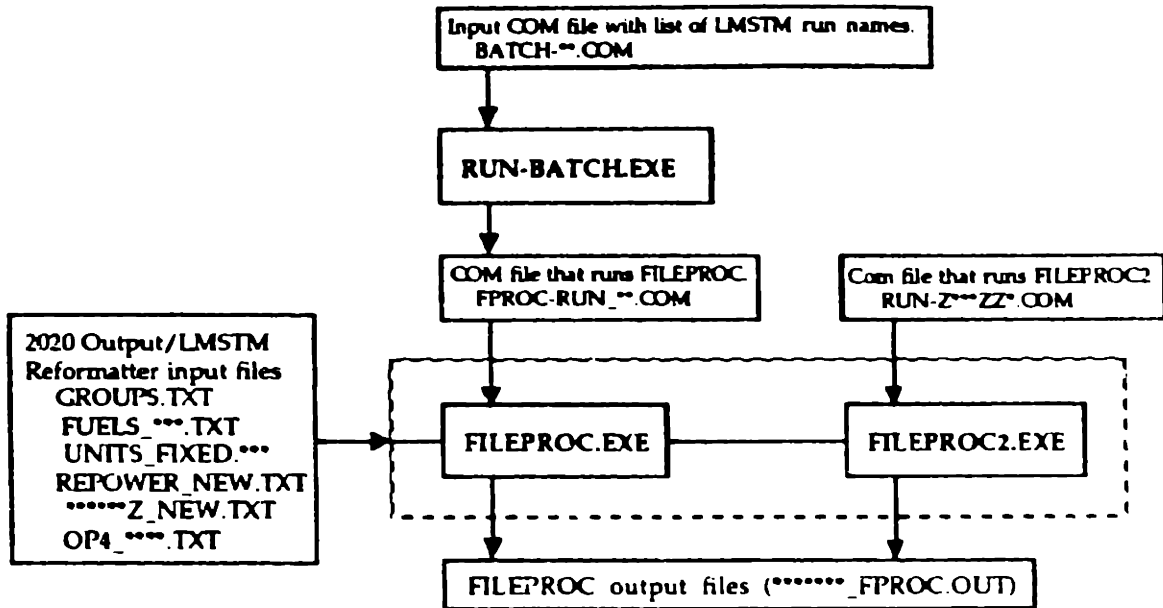 Input COM file with list of LMSTM run names.
BATCH-**.COM
RUN-BATCH.EXE
COM file that runs FILEPROC.
FPROC-RUN_**.COM
Com file that runs FILEPROC2
RUN-Z***ZZ*.COM
2020 Output/LMSTM
Reformatter input files
GROUPS.TXT
FUELS_***.TXT
UNITS_FIXED.***
REPOWER_NEW.TXT
******Z_NEW.TXT
OP4_****.TXT
FILEPROC.EXE
FILEPROC2.EXE
FILEPROC output files (*******_FPROC.OUT)